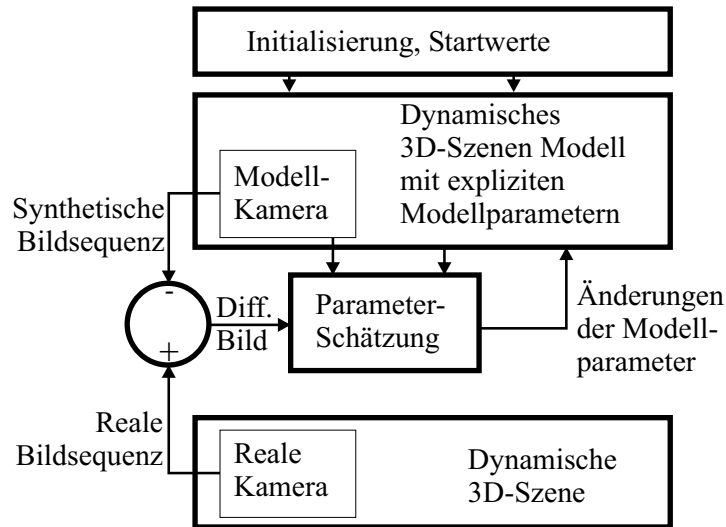 Initialisierung, Startwerte
Dynamisches
3D-Szenen Modell
mit expliziten
Modellparametern
Modell-
Kamera
Synthetische
Bildsequenz
-
+
Diff.
Bild
Parameter-
Schätzung
Änderungen
der Modell-
parameter
Reale
Bildsequenz
Reale
Kamera
Dynamische
3D-Szene